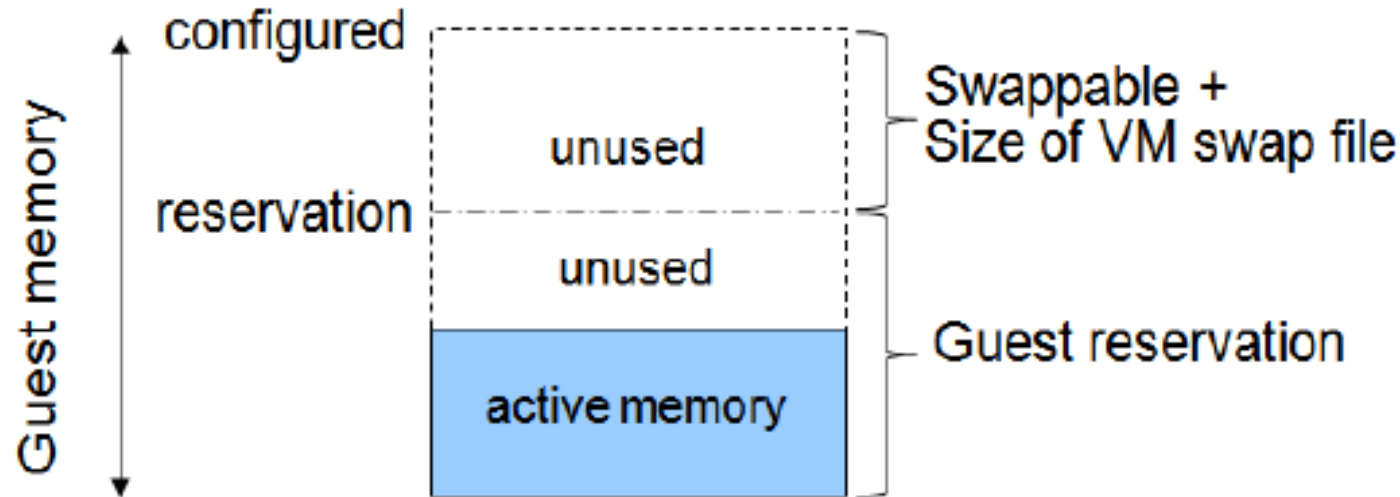 configured
Swappable +
Size of VM swap file
unused
reservation
unused
Guest reservation
active memory
Guest memory